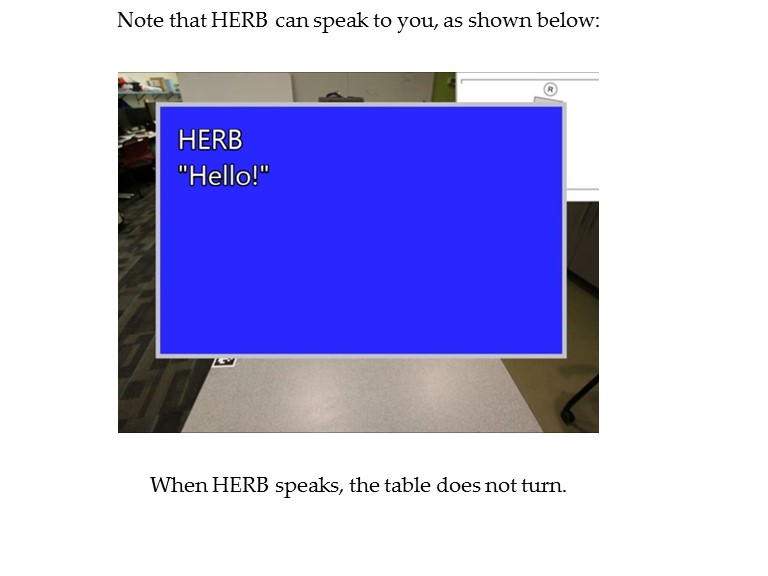 Note that HERB can speak to you, as shown below:
R
HERB
"Hello!"
When HERB speaks, the table does not turn.